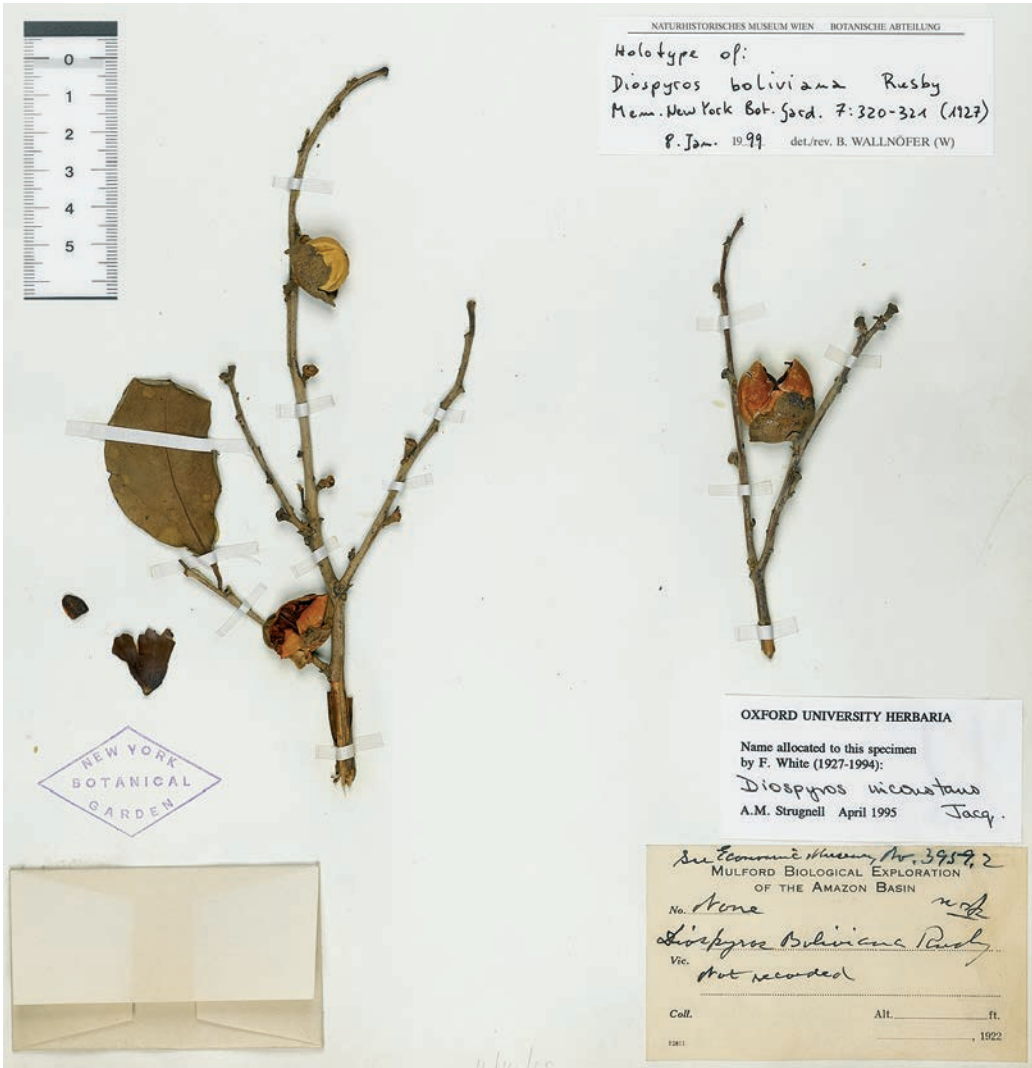 0
1
2
3
4
5
NATURHISTORISCHES MUSEUM WIEN BOTANISCHE ABTEILUNG
Holotype of:
Diospyros boliviana Rusby
Mem. New York Bot. Gard. 7:320-321 (1927)
8. Jan. 1999 det./rev. B. WALLNÖFER (W)
NEW YORK
BOTANICAL
GARDEN
OXFORD UNIVERSITY HERBARIA
Name allocated to this specimen
by F. White (1927-1994):
Diospyros inconstans
A.M. Strugnell April 1995 Jacq.
See Economic Museum, No. 3959.2
MULFORD BIOLOGICAL EXPLORATION
OF THE AMAZON BASIN
No. None
Diospyros Boliviana Rusby
Vic.
Not recorded
Coll. Alt. ft.
, 1922